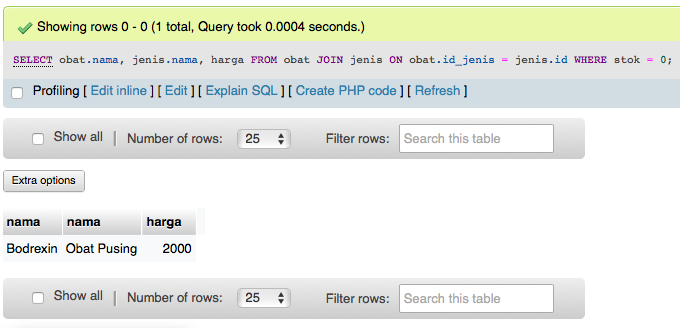 Showing rows 0 - 0 (1 total, Query took 0.0004 seconds.)
SELECT obat.nama, jenis.nama, harga FROM obat JOIN jenis ON obat.id_jenis = jenis.id WHERE stok = 0;
Profiling [ Edit inline ] [ Edit ] [ Explain SQL ] [ Create PHP code ] [ Refresh ]
Show all | Number of rows: 25 Filter rows: Search this table
Extra options
nama nama harga
Bodrexin Obat Pusing 2000
Show all | Number of rows: 25 Filter rows: Search this table